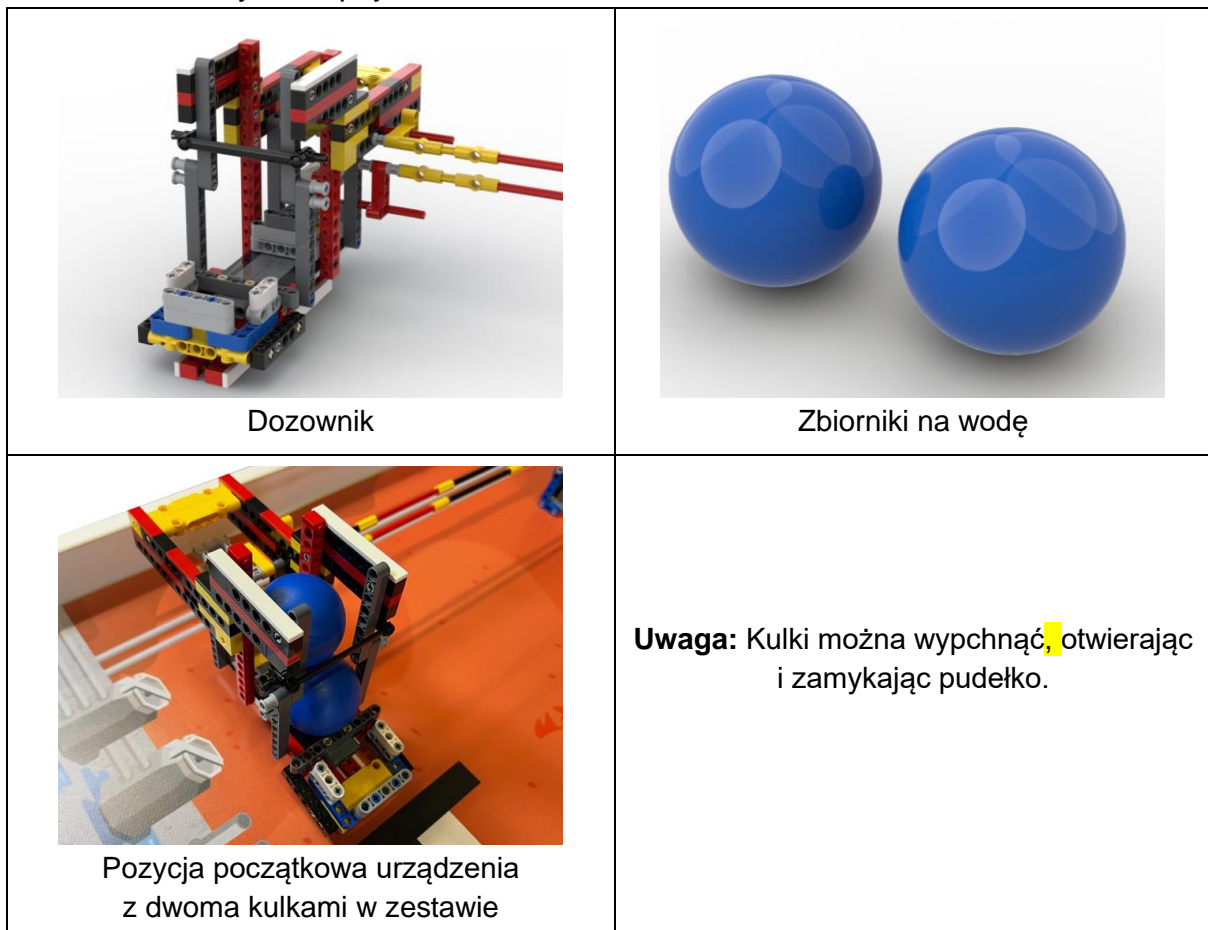 Dozownik
Zbiorniki na wodę
Uwaga: Kulki można wypchnąć, otwierając
i zamykając pudełko.
Pozycja początkowa urządzenia
z dwoma kulkami w zestawie